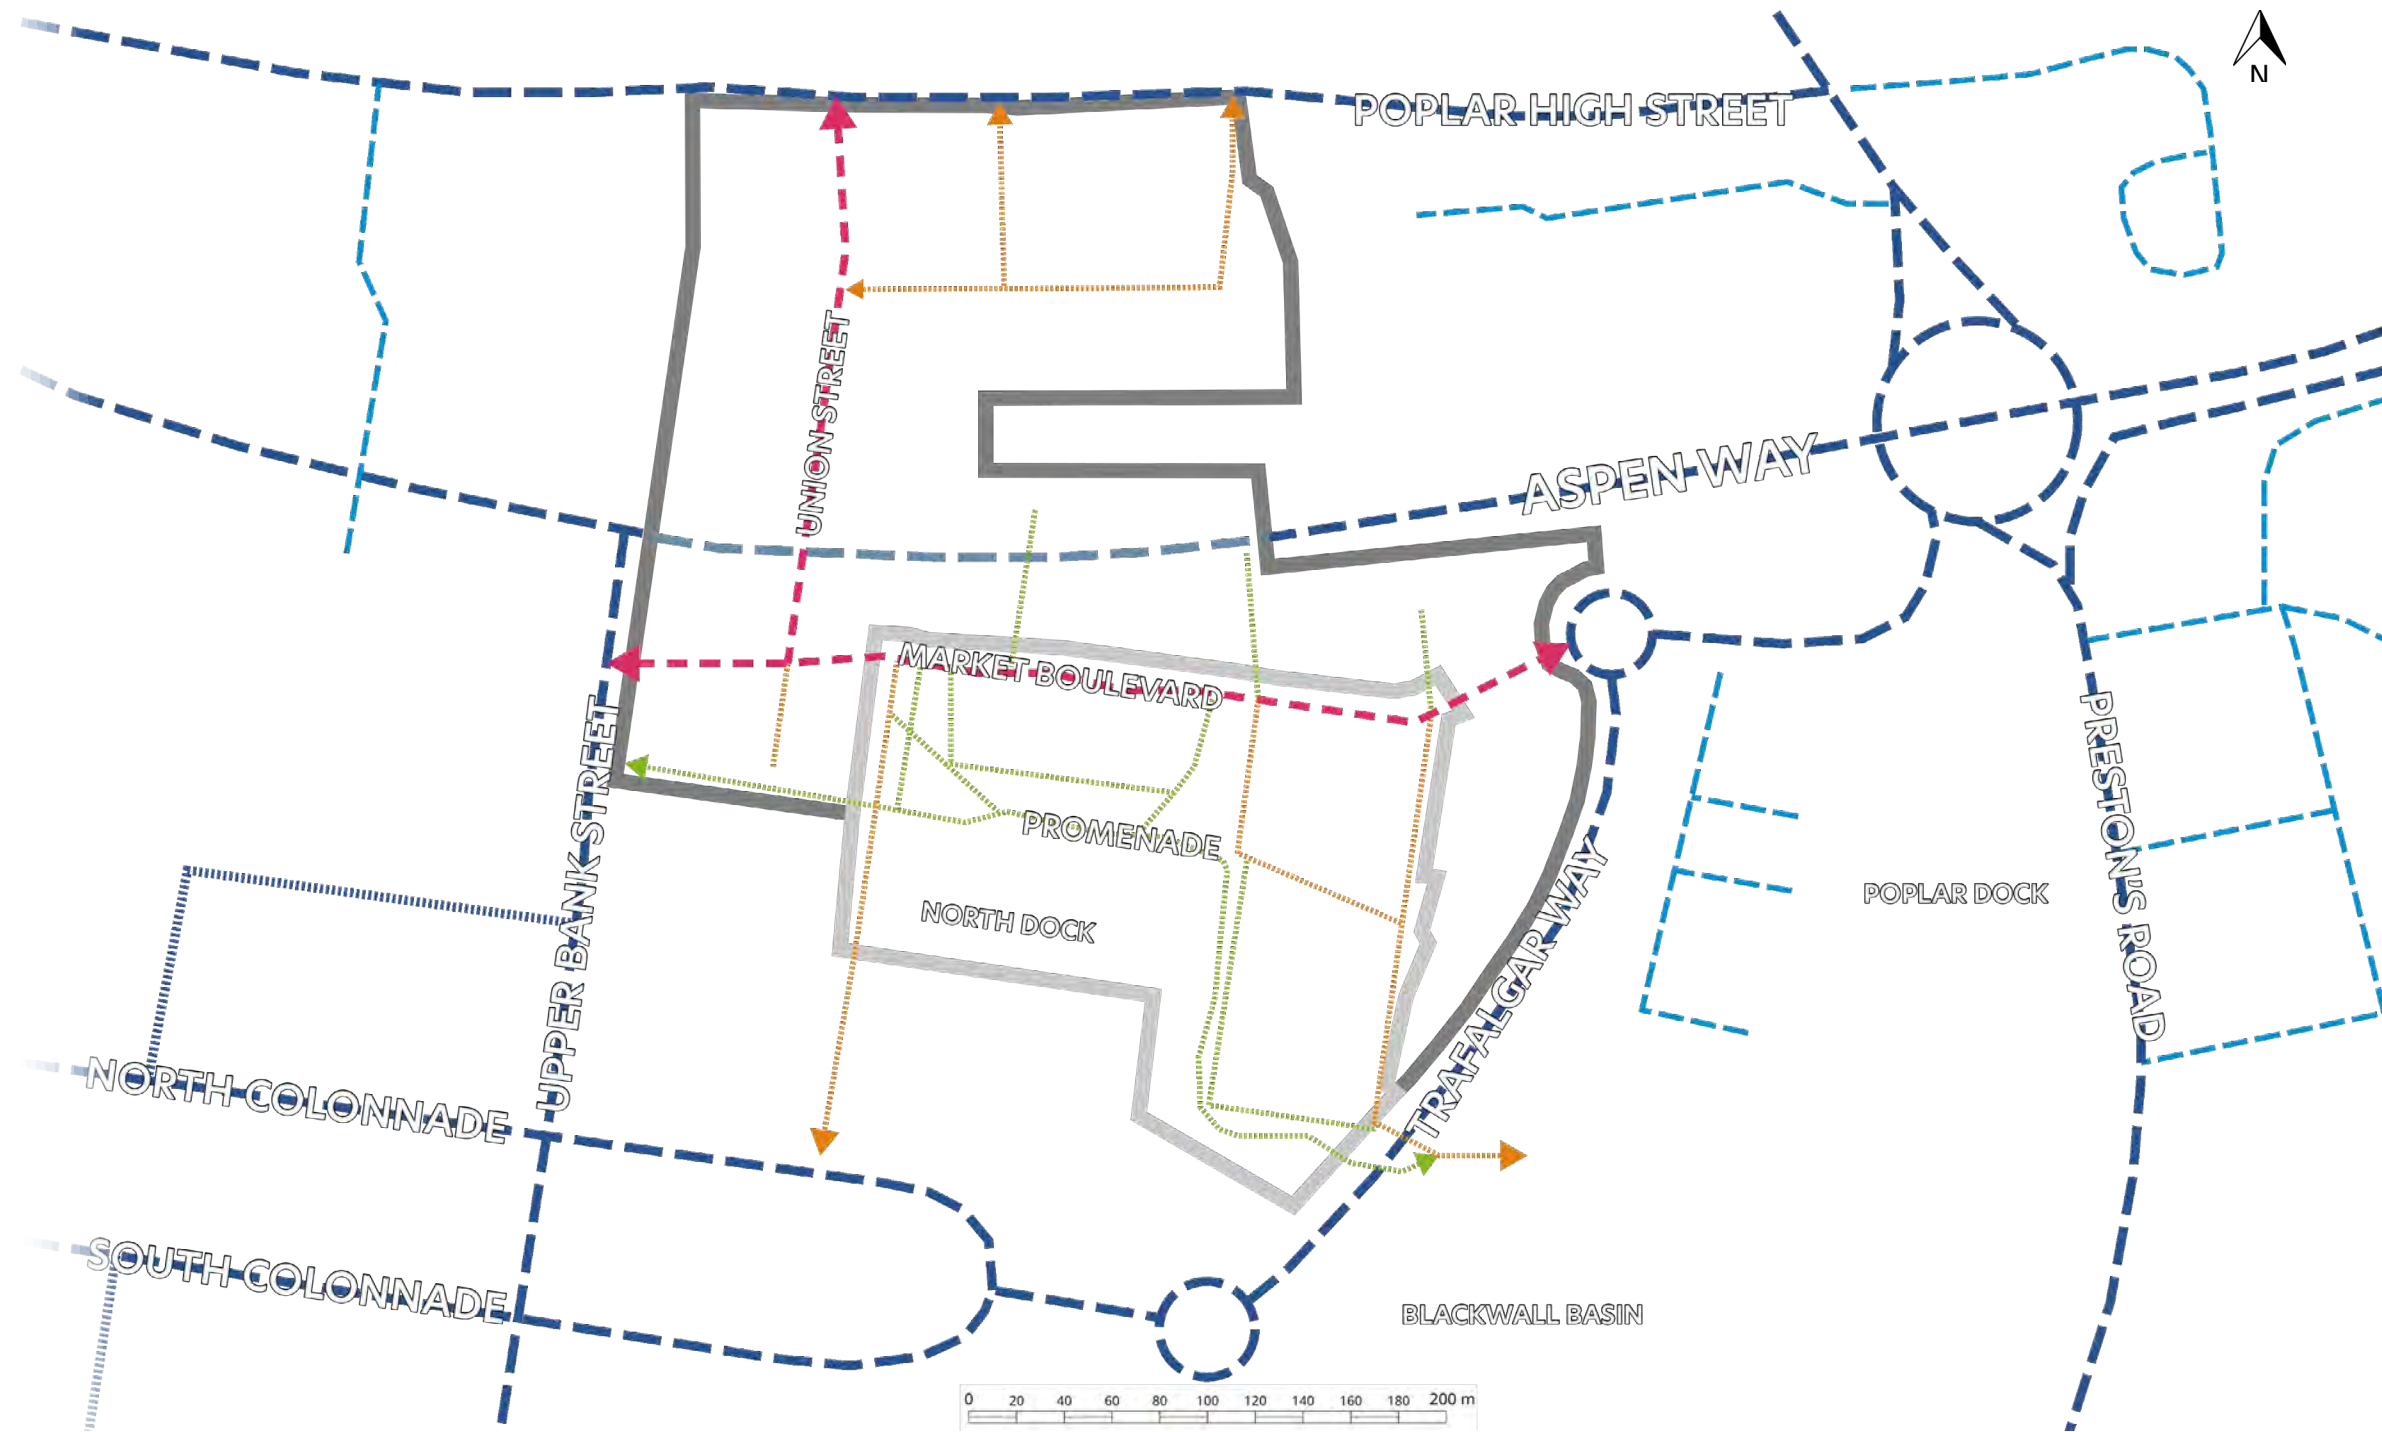 N
POPLAR HIGH STREET
UNION STREET
ASPEN WAY
MARKET BOULEVARD
UPPER BANK STREET
PROMENADE
PRESTON'S ROAD
POPLAR DOCK
NORTH DOCK
TRAFALGAR WAY
NORTH COLONNADE
SOUTH COLONNADE
BLACKWALL BASIN
0 20 40 60 80 100 120 140 160 180 200 m